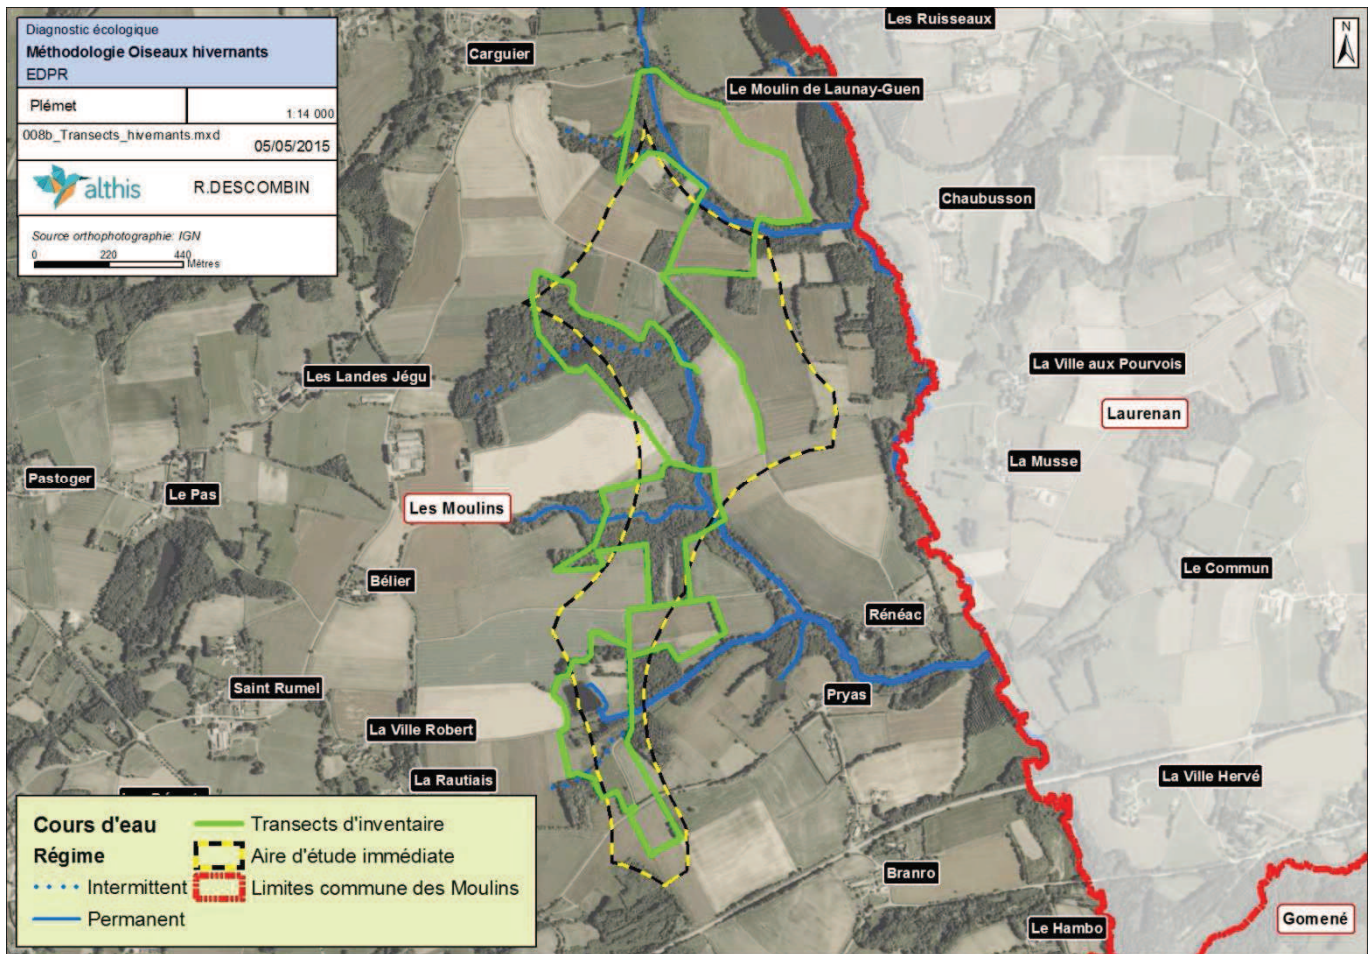 Diagnostic écologique
Méthodologie Oiseaux hivernants
EDPR
Plémet
1:14 000
008b_Transects_hivernants.mxd
05/05/2015
althis
R.DESCOMBIN
Source orthophotographie: IGN
0 220 440
Mètres
N
Les Ruisseaux
Carguier
Le Moulin de Launay-Guen
Chaubusson
La Ville aux Pourvois
Les Landes Jégu
Laurenan
La Musse
Pastoger
Le Pas
Les Moulins
Le Commun
Bélier
Rénéac
Saint Rumel
Pryas
La Ville Robert
La Rautiais
La Ville Hervé
Branro
Gomené
Le Hambo
Cours d'eau
Régime
Intermittent
Permanent
Transects d'inventaire
Aire d'étude immédiate
Limites commune des Moulins